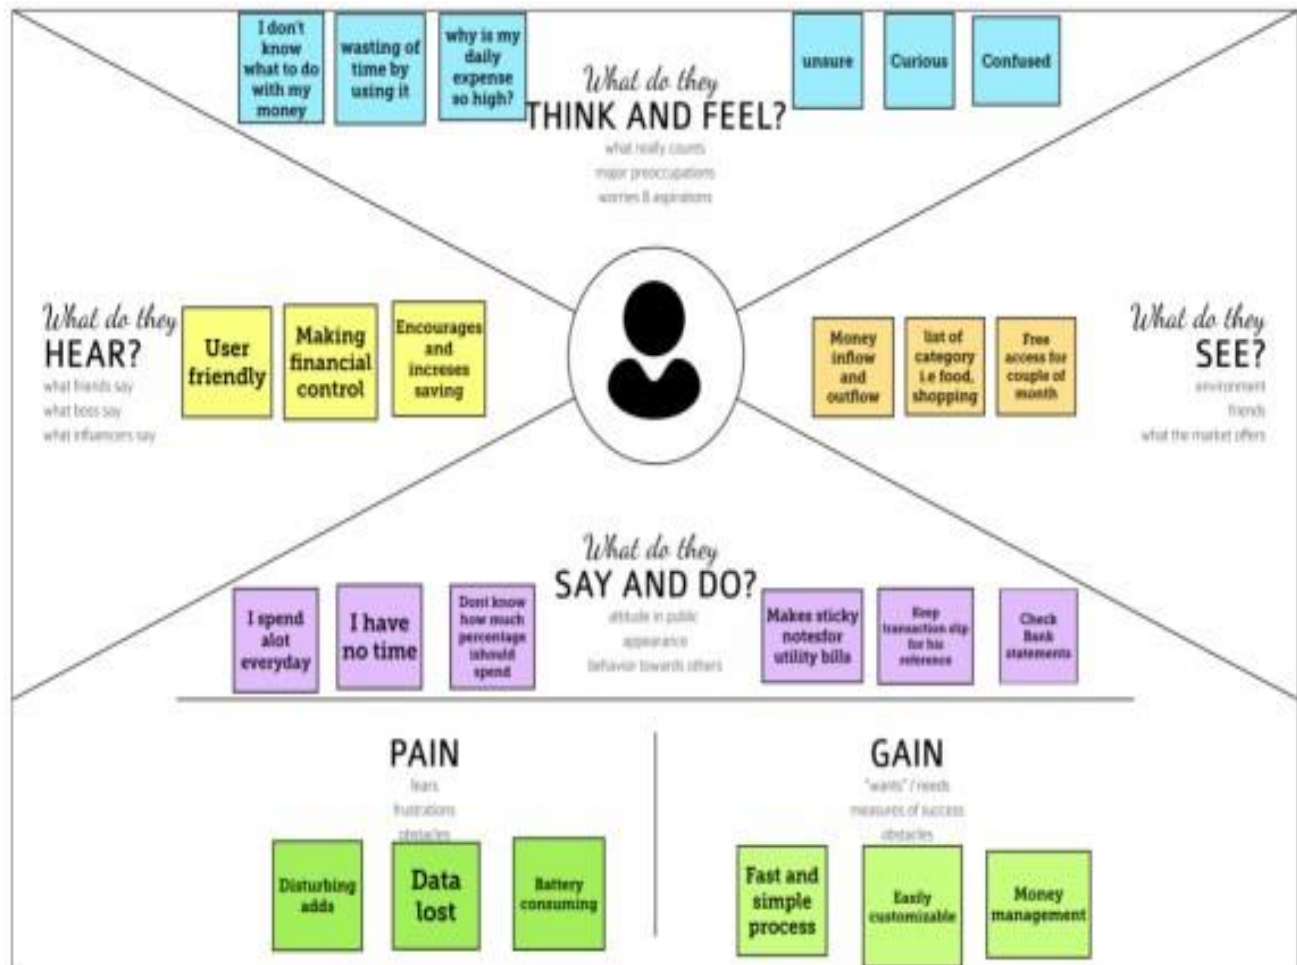 I don't
know
what to do
with my
money
wasting of
time by
using it
why is my
daily
expense
so high?
What do they
THINK AND FEEL?
what really counts
major preoccupations
worries & aspirations
unsure
Curious
Confused
What do they
HEAR?
what friends say
what boss say
what influencers say
User
friendly
Making
financial
control
Encourages
and
increses
saving
Money
inflow
and
outflow
list of
category
i.e food,
shopping
Free
access for
couple of
month
What do they
SEE?
environment
friends
what the market offers
What do they
SAY AND DO?
attitude in public
appearance
behavior towards others
I spend
alot
everyday
I have
no time
Dont know
how much
percentage
ishould
spend
Makes sticky
notesfor
utility bills
Keep
transaction slip
for his
reference
Check
Bank
statements
PAIN
fears
frustrations
obstacles
Disturbing
adds
Data
lost
Battery
consuming
GAIN
"wants" / needs
measures of success
obstacles
Fast and
simple
process
Easily
customizable
Money
management